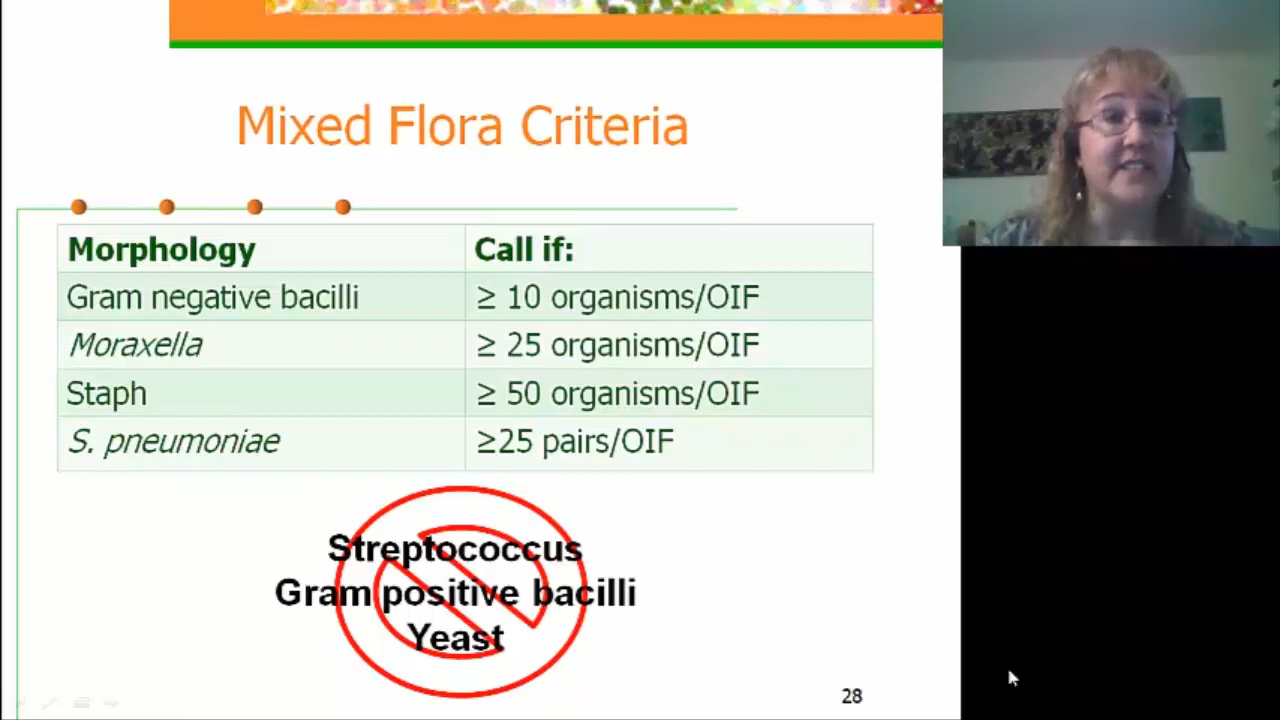 Mixed Flora Criteria
Morphology Call if:
Gram negative bacilli ≥ 10 organisms/OIF
Moraxella ≥ 25 organisms/OIF
Staph ≥ 50 organisms/OIF
S. pneumoniae ≥25 pairs/OIF
Streptococcus
Gram positive bacilli
Yeast
28